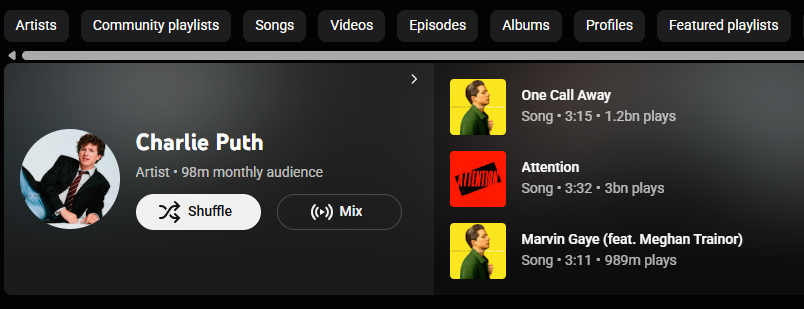 Artists
Community playlists
Songs
Videos
Episodes
Albums
Profiles
Featured playlists
Charlie Puth
Artist • 98m monthly audience
Shuffle
Mix
One Call Away
Song • 3:15 • 1.2bn plays
ATTENTION
Attention
Song • 3:32 • 3bn plays
Marvin Gaye (feat. Meghan Trainor)
Song • 3:11 • 989m plays